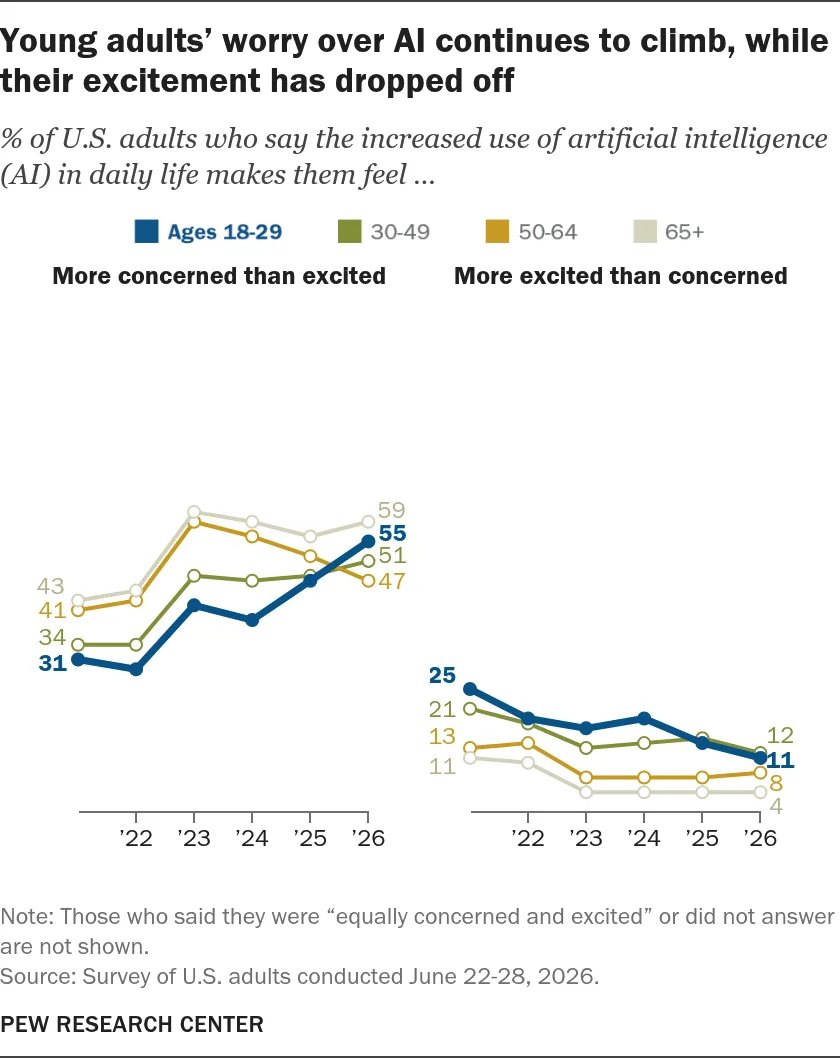 Young adults’ worry over AI continues to climb, while
their excitement has dropped off
% of U.S. adults who say the increased use of artificial intelligence
(AI) in daily life makes them feel ...
Ages 18-29 30-49 50-64 65+
More concerned than excited
43
41
34
31
59
55
51
47
’22 ’23 ’24 ’25 ’26
More excited than concerned
25
21
13
11
12
11
8
4
’22 ’23 ’24 ’25 ’26
Note: Those who said they were “equally concerned and excited” or did not answer
are not shown.
Source: Survey of U.S. adults conducted June 22-28, 2026.
PEW RESEARCH CENTER